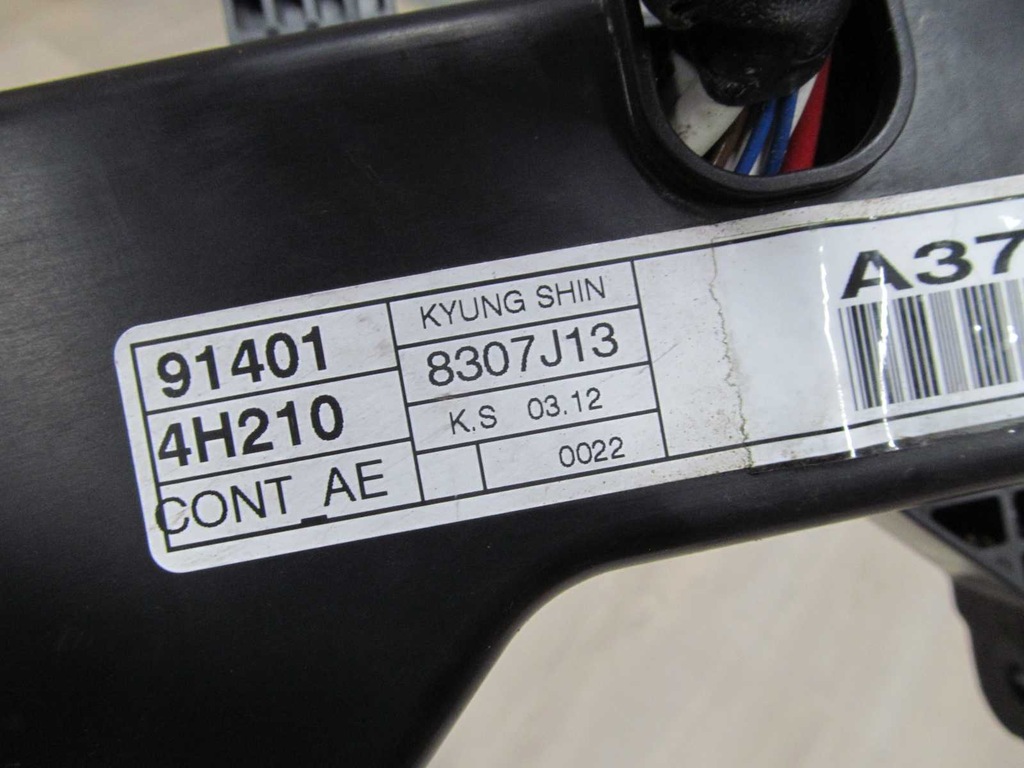 91401
4H210
CONT_AE
KYUNG SHIN
8307J13
K.S 03.12
0022
A37